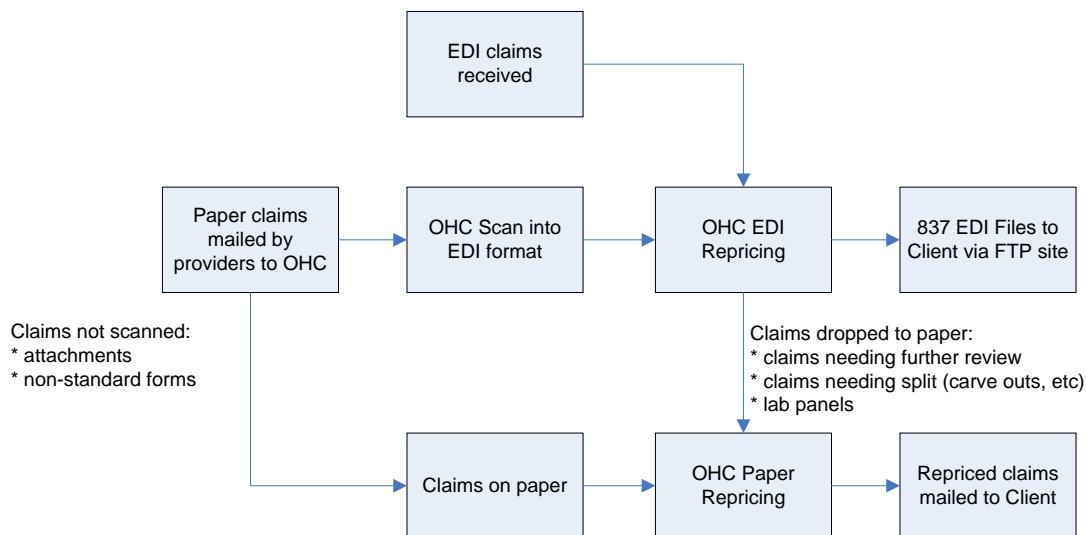 EDI claims
received
Paper claims
mailed by
providers to OHC
OHC Scan into
EDI format
OHC EDI
Repricing
837 EDI Files to
Client via FTP site
Claims not scanned:
* attachments
* non-standard forms
Claims dropped to paper:
* claims needing further review
* claims needing split (carve outs, etc)
* lab panels
Claims on paper
OHC Paper
Repricing
Repriced claims
mailed to Client